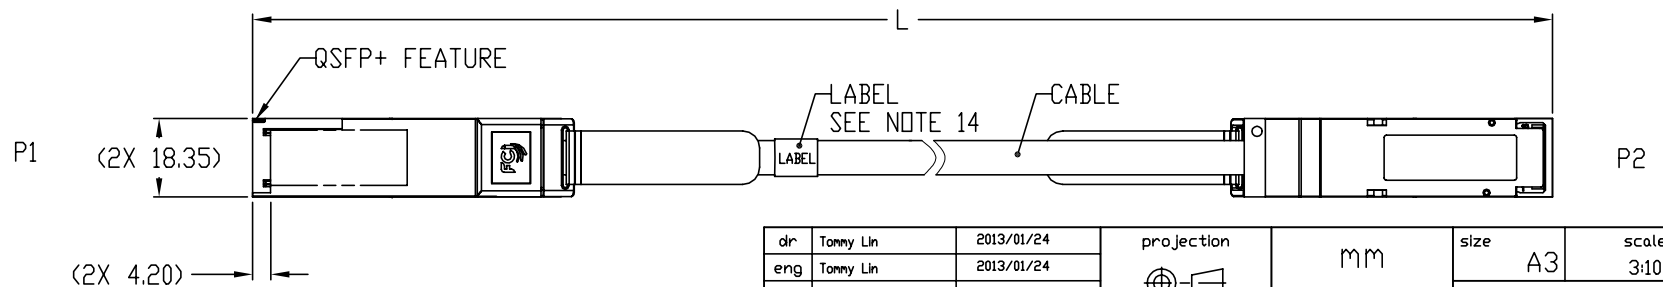 L
QSFP+ FEATURE
LABEL
SEE NOTE 14
CABLE
P1
(2X 18.35)
FCI
LABEL
P2
(2X 4.20)
dr Tommy Lin 2013/01/24
eng Tommy Lin 2013/01/24
projection
mm
size
A3
scale
3:10